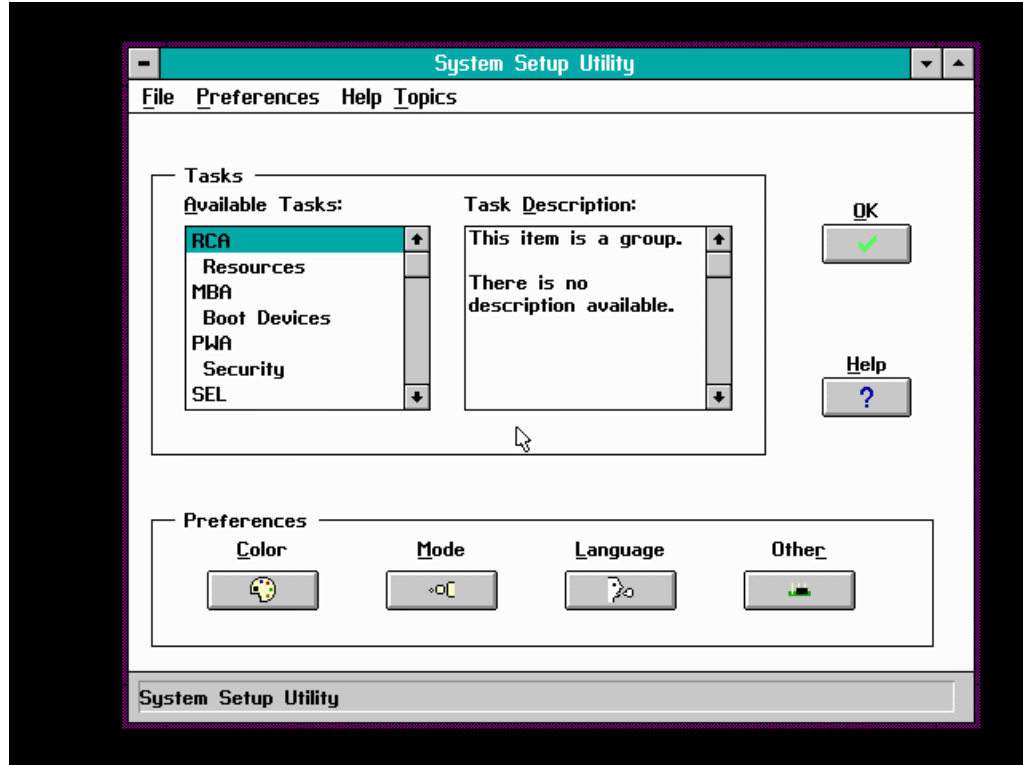 System Setup Utility
File Preferences Help Topics
Tasks
Available Tasks:
RCA
Resources
MBA
Boot Devices
PWA
Security
SEL
Task Description:
This item is a group.
There is no
description available.
OK
Help
?
Preferences
Color
Mode
Language
Other
System Setup Utility